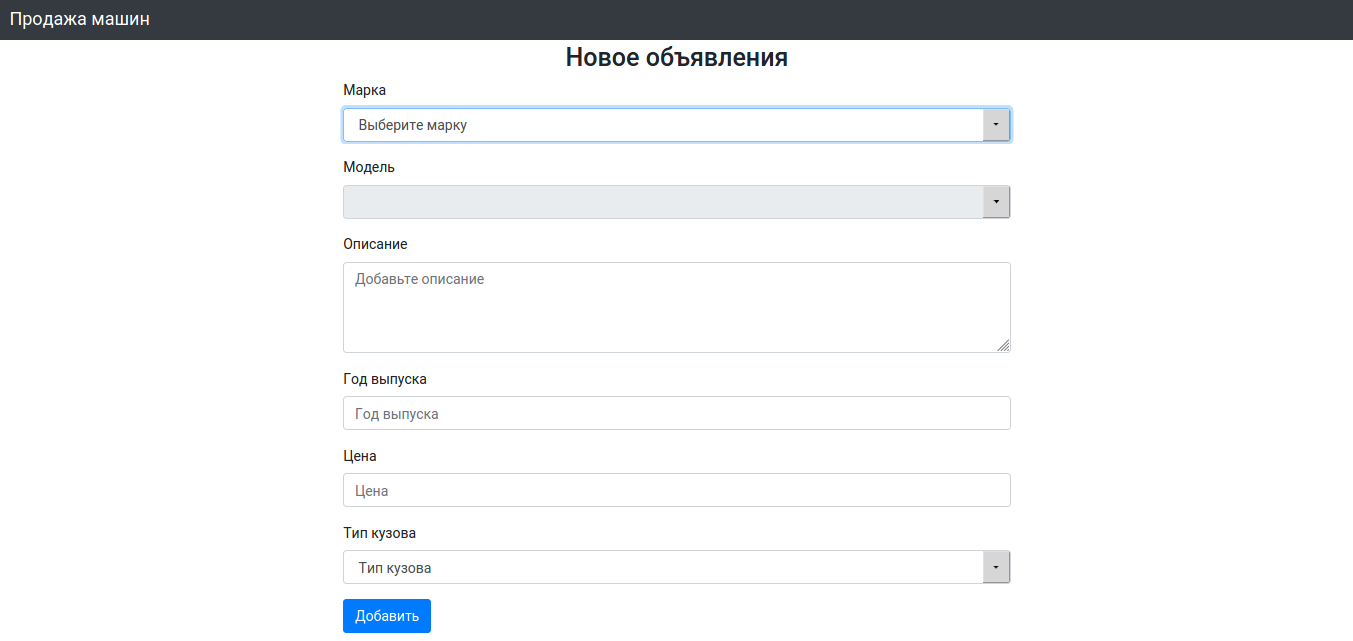 Продажа машин
Новое объявления
Марка
Выберите марку
Модель
Описание
Добавьте описание
Год выпуска
Год выпуска
Цена
Цена
Тип кузова
Тип кузова
Добавить